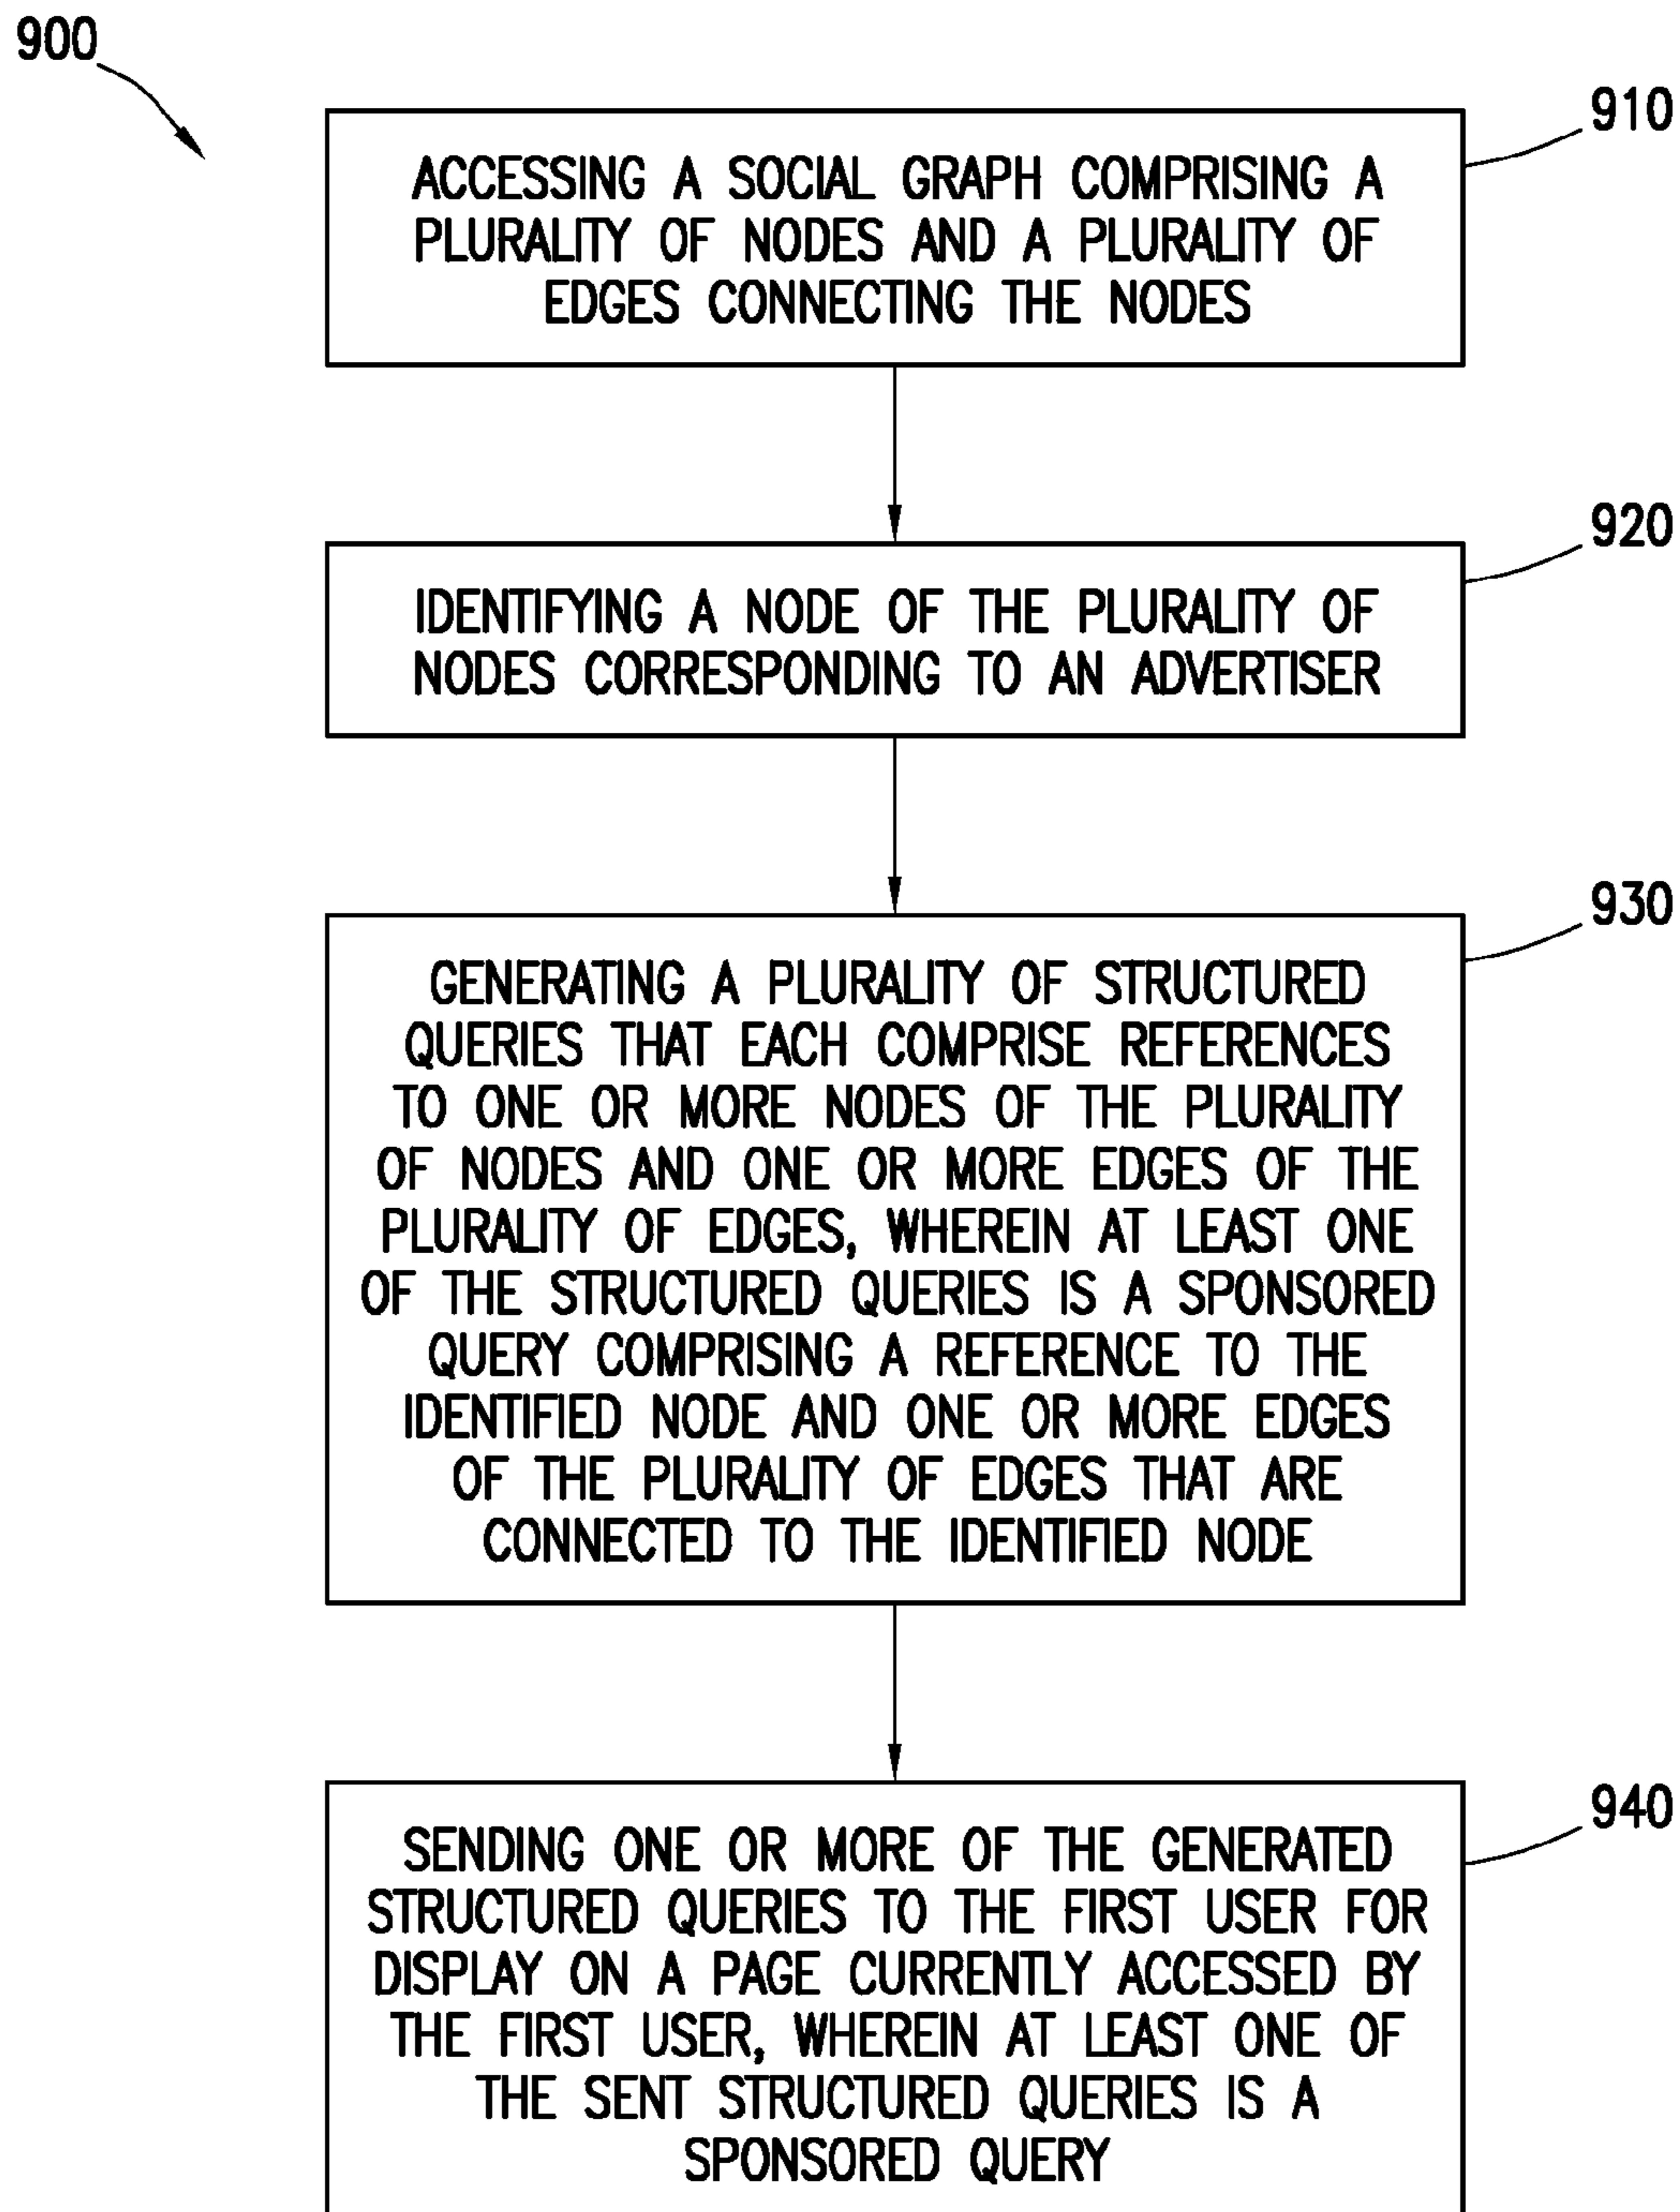 900
910
ACCESSING A SOCIAL GRAPH COMPRISING A
PLURALITY OF NODES AND A PLURALITY OF
EDGES CONNECTING THE NODES
920
IDENTIFYING A NODE OF THE PLURALITY OF
NODES CORRESPONDING TO AN ADVERTISER
930
GENERATING A PLURALITY OF STRUCTURED
QUERIES THAT EACH COMPRISE REFERENCES
TO ONE OR MORE NODES OF THE PLURALITY
OF NODES AND ONE OR MORE EDGES OF THE
PLURALITY OF EDGES, WHEREIN AT LEAST ONE
OF THE STRUCTURED QUERIES IS A SPONSORED
QUERY COMPRISING A REFERENCE TO THE
IDENTIFIED NODE AND ONE OR MORE EDGES
OF THE PLURALITY OF EDGES THAT ARE
CONNECTED TO THE IDENTIFIED NODE
940
SENDING ONE OR MORE OF THE GENERATED
STRUCTURED QUERIES TO THE FIRST USER FOR
DISPLAY ON A PAGE CURRENTLY ACCESSED BY
THE FIRST USER, WHEREIN AT LEAST ONE OF
THE SENT STRUCTURED QUERIES IS A
SPONSORED QUERY